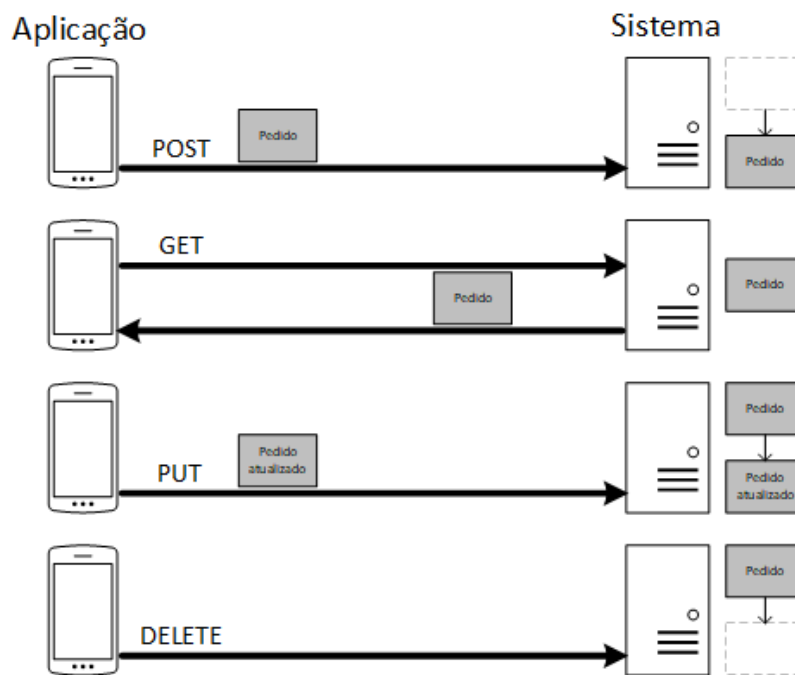 Aplicação
Sistema
Pedido
POST
Pedido
GET
Pedido
Pedido
Pedido
Pedido
atualizado
PUT
Pedido
atualizado
Pedido
DELETE